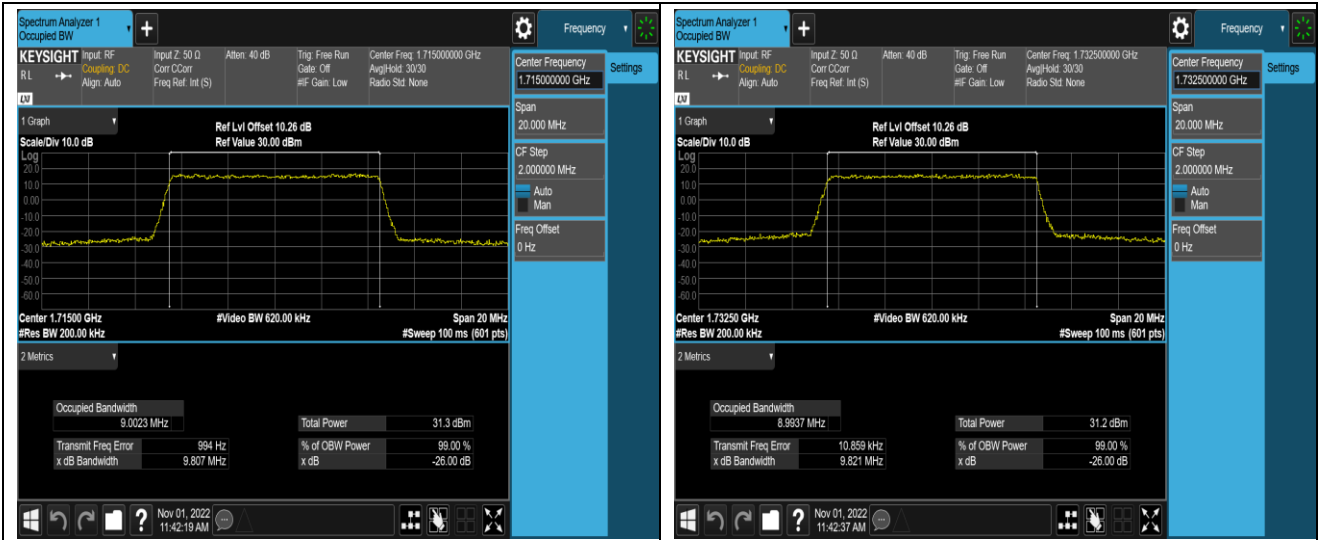 Spectrum Analyzer 1
Occupied BW
+
Frequency
KEYSIGHT
Input: RF
Input Z: 50 Ω
Atten: 40 dB
Trig: Free Run
Center Freq: 1.715000000 GHz
RL
Coupling: DC
Corr CCorr
Gate: Off
Avg|Hold: 30/30
Align: Auto
Freq Ref: Int (S)
#IF Gain: Low
Radio Std: None
LXI
Center Frequency
1.715000000 GHz
Settings
Span
20.000 MHz
CF Step
2.000000 MHz
Auto
Man
Freq Offset
0 Hz
1 Graph
Ref Lvl Offset 10.26 dB
Scale/Div 10.0 dB
Ref Value 30.00 dBm
Log
20.0
10.0
0.00
-10.0
-20.0
-30.0
-40.0
-50.0
-60.0
Center 1.71500 GHz
#Video BW 620.00 kHz
Span 20 MHz
#Res BW 200.00 kHz
#Sweep 100 ms (601 pts)
2 Metrics
Occupied Bandwidth
9.0023 MHz
Total Power
31.3 dBm
Transmit Freq Error
994 Hz
% of OBW Power
99.00 %
x dB Bandwidth
9.807 MHz
x dB
-26.00 dB
?
Nov 01, 2022
11:42:19 AM
Spectrum Analyzer 1
Occupied BW
+
Frequency
KEYSIGHT
Input: RF
Input Z: 50 Ω
Atten: 40 dB
Trig: Free Run
Center Freq: 1.732500000 GHz
RL
Coupling: DC
Corr CCorr
Gate: Off
Avg|Hold: 30/30
Align: Auto
Freq Ref: Int (S)
#IF Gain: Low
Radio Std: None
LXI
Center Frequency
1.732500000 GHz
Settings
Span
20.000 MHz
CF Step
2.000000 MHz
Auto
Man
Freq Offset
0 Hz
1 Graph
Ref Lvl Offset 10.26 dB
Scale/Div 10.0 dB
Ref Value 30.00 dBm
Log
20.0
10.0
0.00
-10.0
-20.0
-30.0
-40.0
-50.0
-60.0
Center 1.73250 GHz
#Video BW 620.00 kHz
Span 20 MHz
#Res BW 200.00 kHz
#Sweep 100 ms (601 pts)
2 Metrics
Occupied Bandwidth
8.9937 MHz
Total Power
31.2 dBm
Transmit Freq Error
10.859 kHz
% of OBW Power
99.00 %
x dB Bandwidth
9.821 MHz
x dB
-26.00 dB
?
Nov 01, 2022
11:42:37 AM